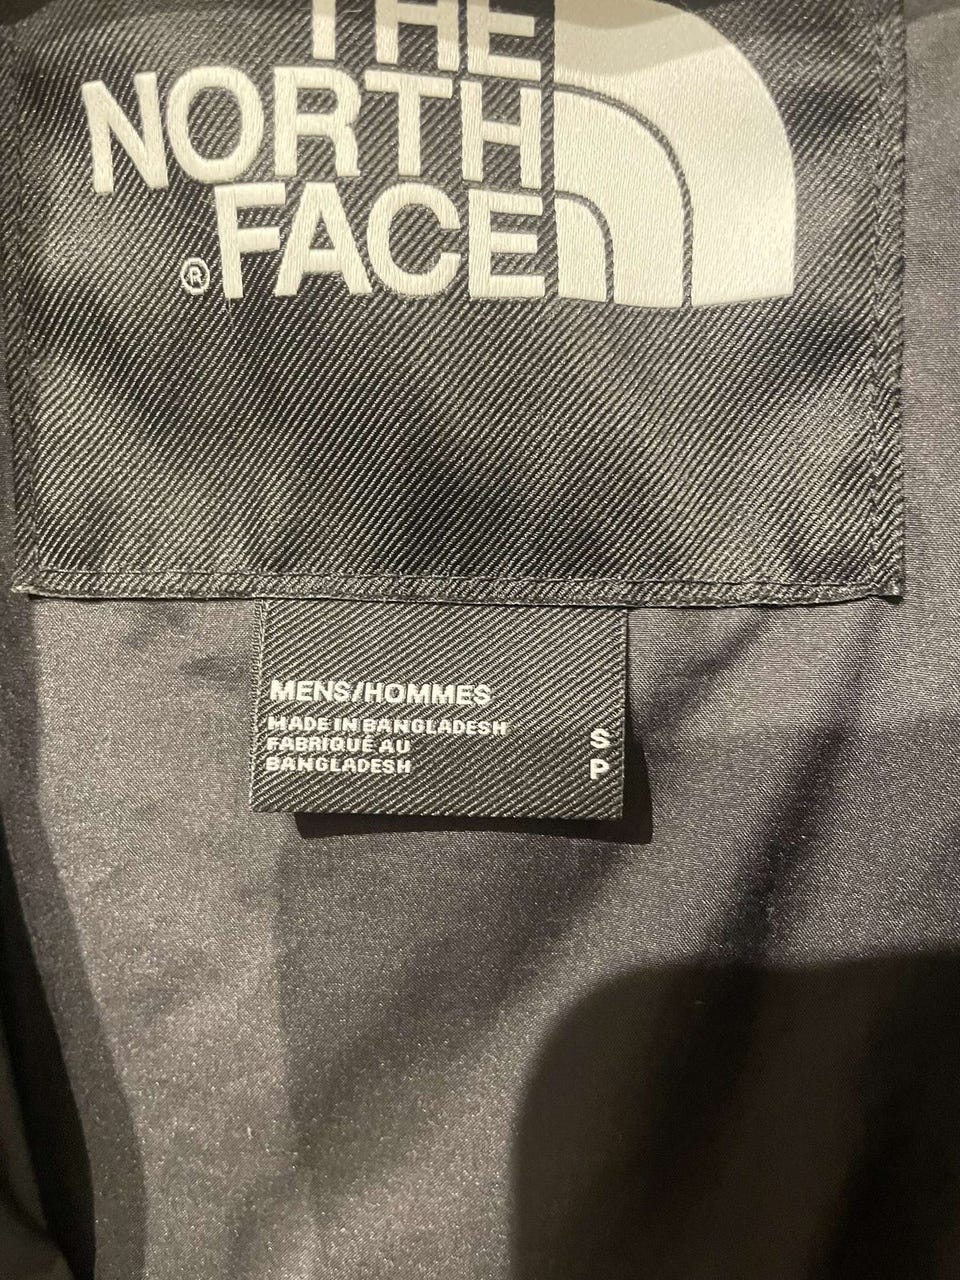 THE
NORTH
FACE
®
MENS/HOMMES
MADE IN BANGLADESH
FABRIQUÉ AU
BANGLADESH
S
P